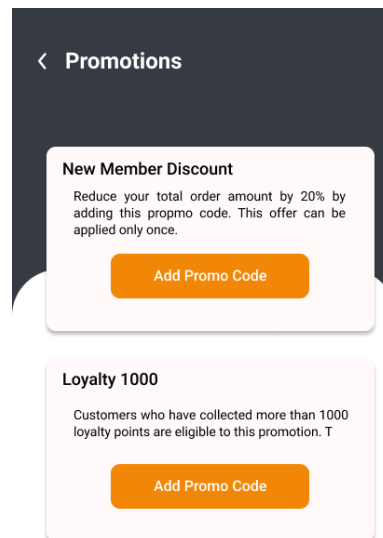 Promotions
New Member Discount
Reduce your total order amount by 20% by
adding this propmo code. This offer can be
applied only once.
Add Promo Code
Loyalty 1000
Customers who have collected more than 1000
loyalty points are eligible to this promotion. T
Add Promo Code